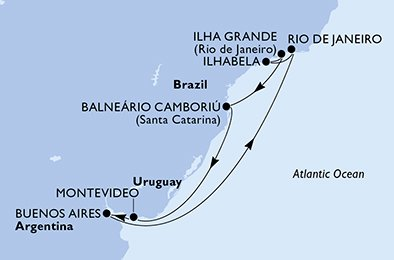 ILHA GRANDE
(Rio de Janeiro)
RIO DE JANEIRO
ILHABELA
Brazil
BALNEÁRIO CAMBORIÚ
(Santa Catarina)
Atlantic Ocean
Uruguay
MONTEVIDEO
BUENOS AIRES
Argentina